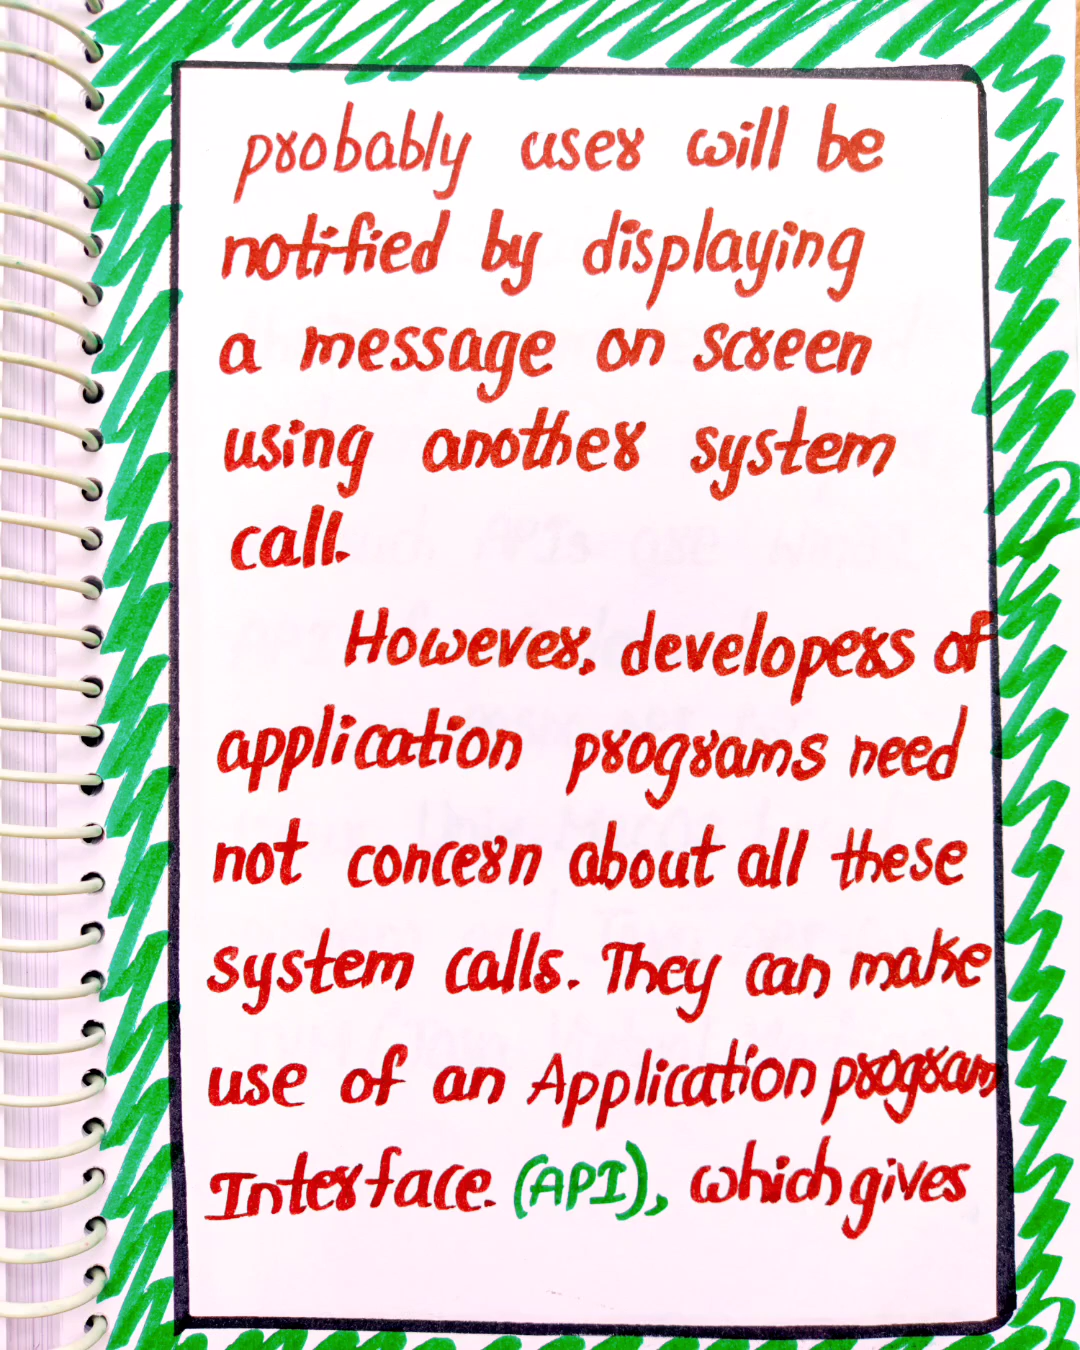 probably user will be
notified by displaying
a message on screen
using another system
call.
However, developers of
application programs need
not concern about all these
system calls. They can make
use of an Application program
Interface. (API), which gives